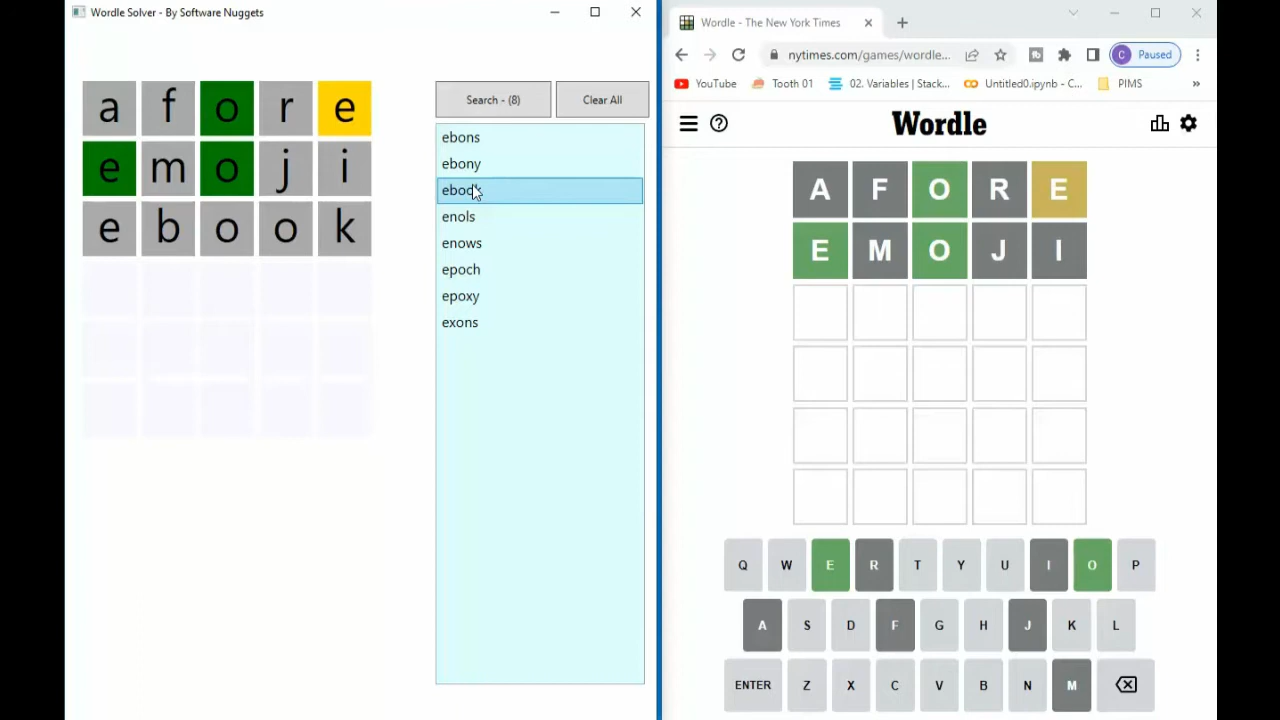 Wordle Solver - By Software Nuggets
a f o r e
e m o j i
e b o o k
Search - (8)
Clear All
ebons
ebony
ebook
enols
enows
epoch
epoxy
exons
Wordle - The New York Times
nytimes.com/games/wordle...
C
Paused
YouTube
Tooth 01
02. Variables | Stack...
Untitled0.ipynb - C...
PIMS
»
Wordle
A F O R E
E M O J I
Q W E R T Y U I O P
A S D F G H J K L
ENTER Z X C V B N M